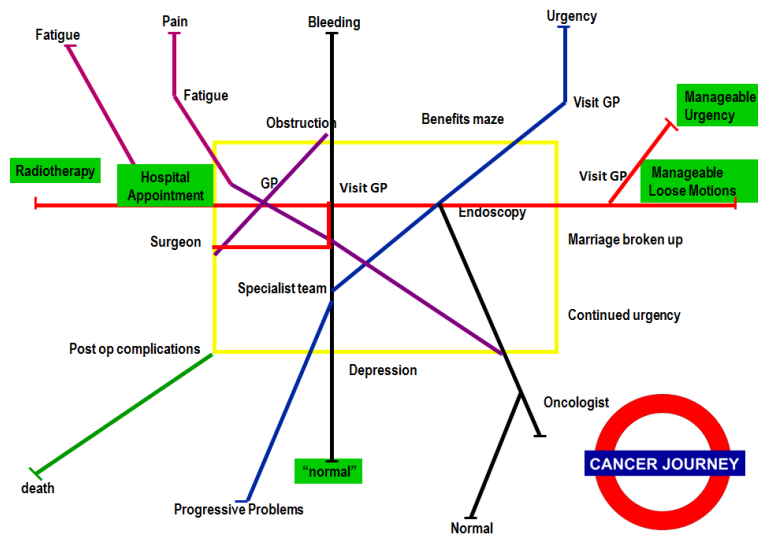 Pain
Bleeding
Urgency
Fatigue
Fatigue
Visit GP
Manageable
Urgency
Obstruction
Benefits maze
Radiotherapy
Hospital
Appointment
GP
Visit GP
Visit GP
Manageable
Loose Motions
Endoscopy
Surgeon
Marriage broken up
Specialist team
Continued urgency
Post op complications
Depression
Oncologist
CANCER JOURNEY
"normal"
death
Progressive Problems
Normal